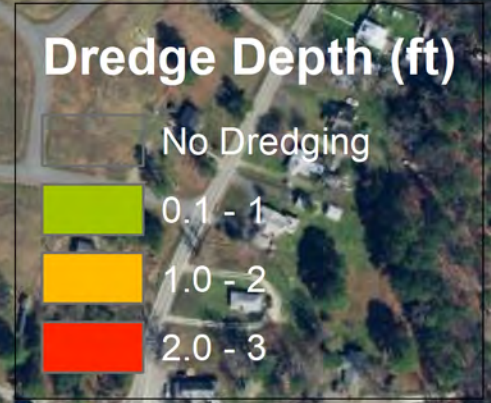 Dredge Depth (ft)
No Dredging
0.1 - 1
1.0 - 2
2.0 - 3